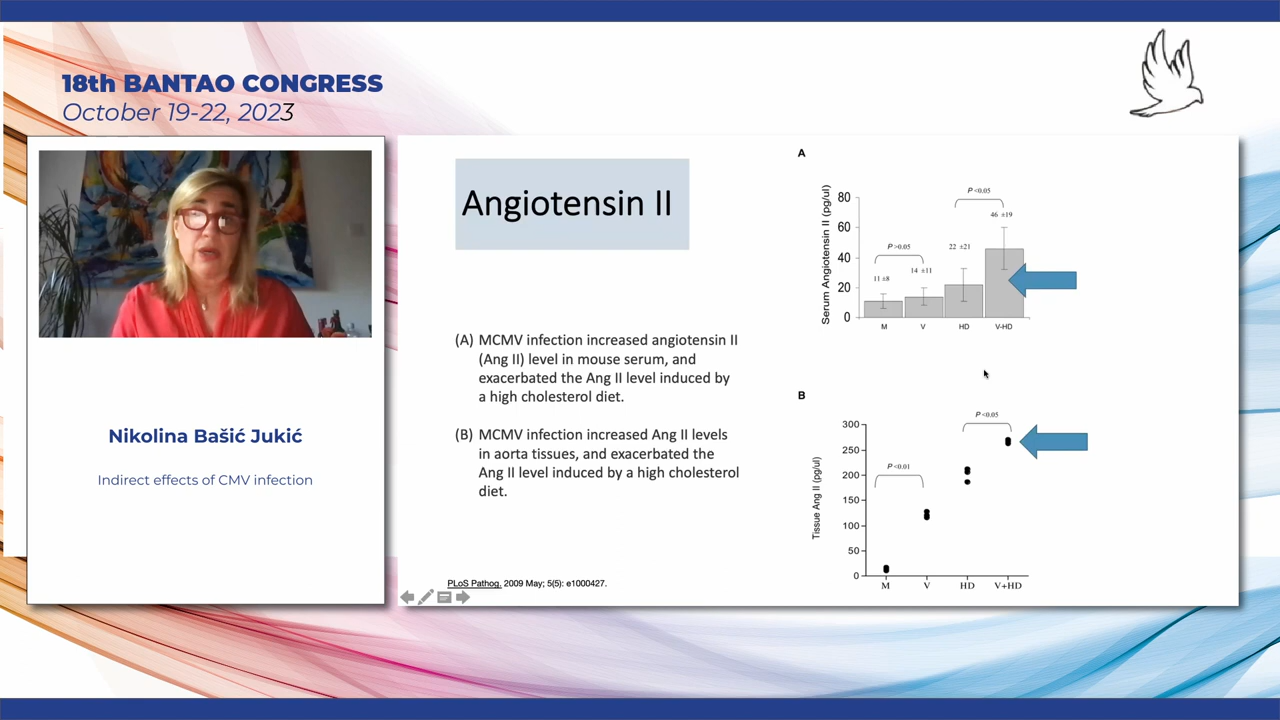 18th BANTAO CONGRESS
October 19-22, 2023
Nikolina Bašić Jukić
Indirect effects of CMV infection
Angiotensin II
(A) MCMV infection increased angiotensin II
(Ang II) level in mouse serum, and
exacerbated the Ang II level induced by
a high cholesterol diet.
(B) MCMV infection increased Ang II levels
in aorta tissues, and exacerbated the
Ang II level induced by a high cholesterol
diet.
PLoS Pathog. 2009 May; 5(5): e1000427.
A
Serum Angiotensin II (pg/ul)
80
60
40
20
0
P >0.05
P <0.05
11 ±8
14 ±11
22 ±21
46 ±19
M V HD V-HD
B
Tissue Ang II (pg/ul)
300
250
200
150
100
50
0
P <0.01
P <0.05
M V HD V+HD